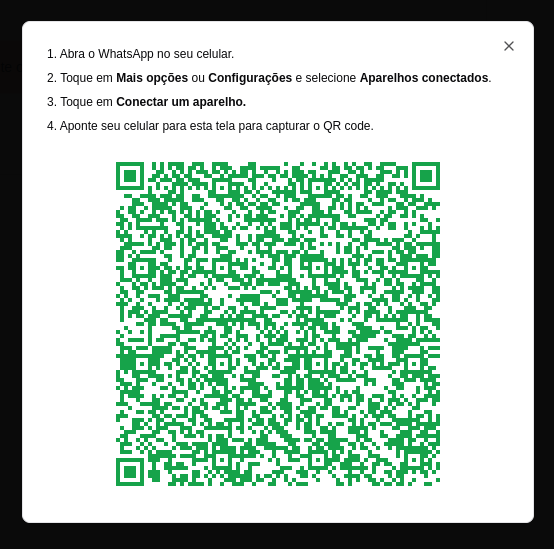 1. Abra o WhatsApp no seu celular.
2. Toque em Mais opções ou Configurações e selecione Aparelhos conectados.
3. Toque em Conectar um aparelho.
4. Aponte seu celular para esta tela para capturar o QR code.